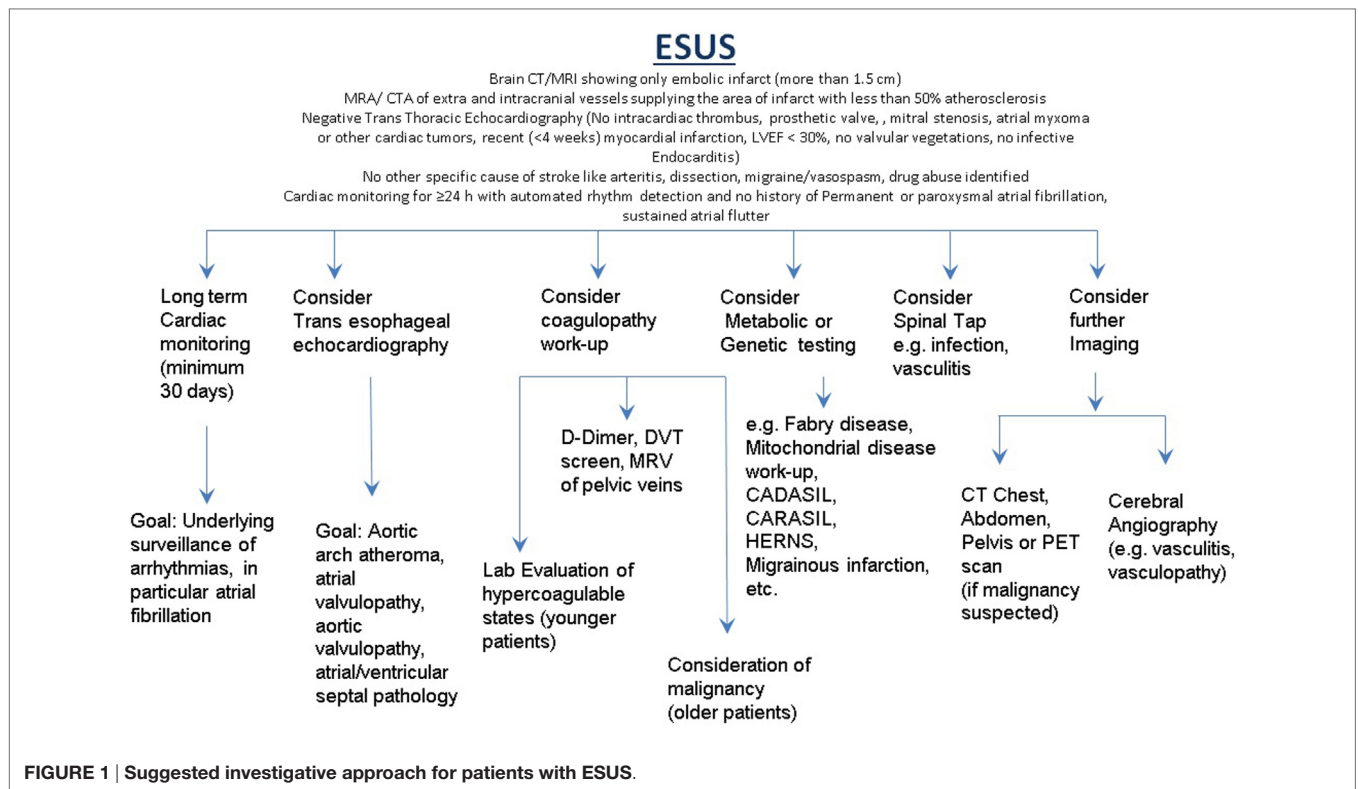 ESUS
Brain CT/MRI showing only embolic infarct (more than 1.5 cm)
MRA/ CTA of extra and intracranial vessels supplying the area of infarct with less than 50% atherosclerosis
Negative Trans Thoracic Echocardiography (No intracardiac thrombus, prosthetic valve, , mitral stenosis, atrial myxoma
or other cardiac tumors, recent (<4 weeks) myocardial infarction, LVEF < 30%, no valvular vegetations, no infective
Endocarditis)
No other specific cause of stroke like arteritis, dissection, migraine/vasospasm, drug abuse identified
Cardiac monitoring for ≥24 h with automated rhythm detection and no history of Permanent or paroxysmal atrial fibrillation,
sustained atrial flutter
Long term
Cardiac
monitoring
(minimum
30 days)
Consider
Trans esophageal
echocardiography
Consider
coagulopathy
work-up
Consider
Metabolic or
Genetic testing
Consider
Spinal Tap
e.g. infection,
vasculitis
Consider
further
Imaging
Goal: Underlying
surveillance of
arrhythmias, in
particular atrial
fibrillation
Goal: Aortic
arch atheroma,
atrial
valvulopathy,
aortic
valvulopathy,
atrial/ventricular
septal pathology
D-Dimer, DVT
screen, MRV
of pelvic veins
Lab Evaluation of
hypercoagulable
states (younger
patients)
Consideration of
malignancy
(older patients)
e.g. Fabry disease,
Mitochondrial disease
work-up,
CADASIL,
CARASIL,
HERNS,
Migrainous infarction,
etc.
CT Chest,
Abdomen,
Pelvis or PET
scan
(if malignancy
suspected)
Cerebral
Angiography
(e.g. vasculitis,
vasculopathy)
FIGURE 1 | Suggested investigative approach for patients with ESUS.